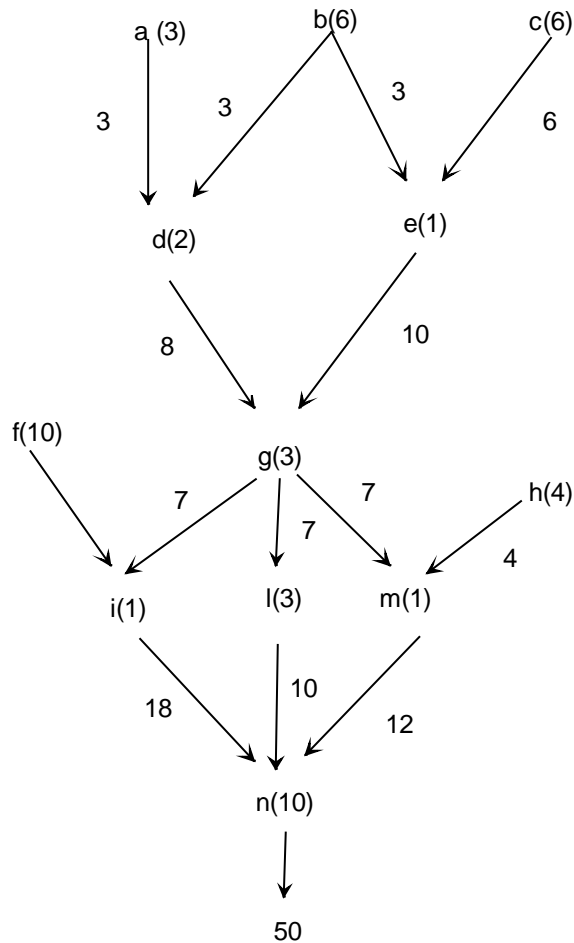 a (3) b(6) c(6)
3 3 3 6
d(2) e(1)
8 10
f(10)
g(3)
7 7 h(4)
7 4
i(1) l(3) m(1)
18 10 12
n(10)
50